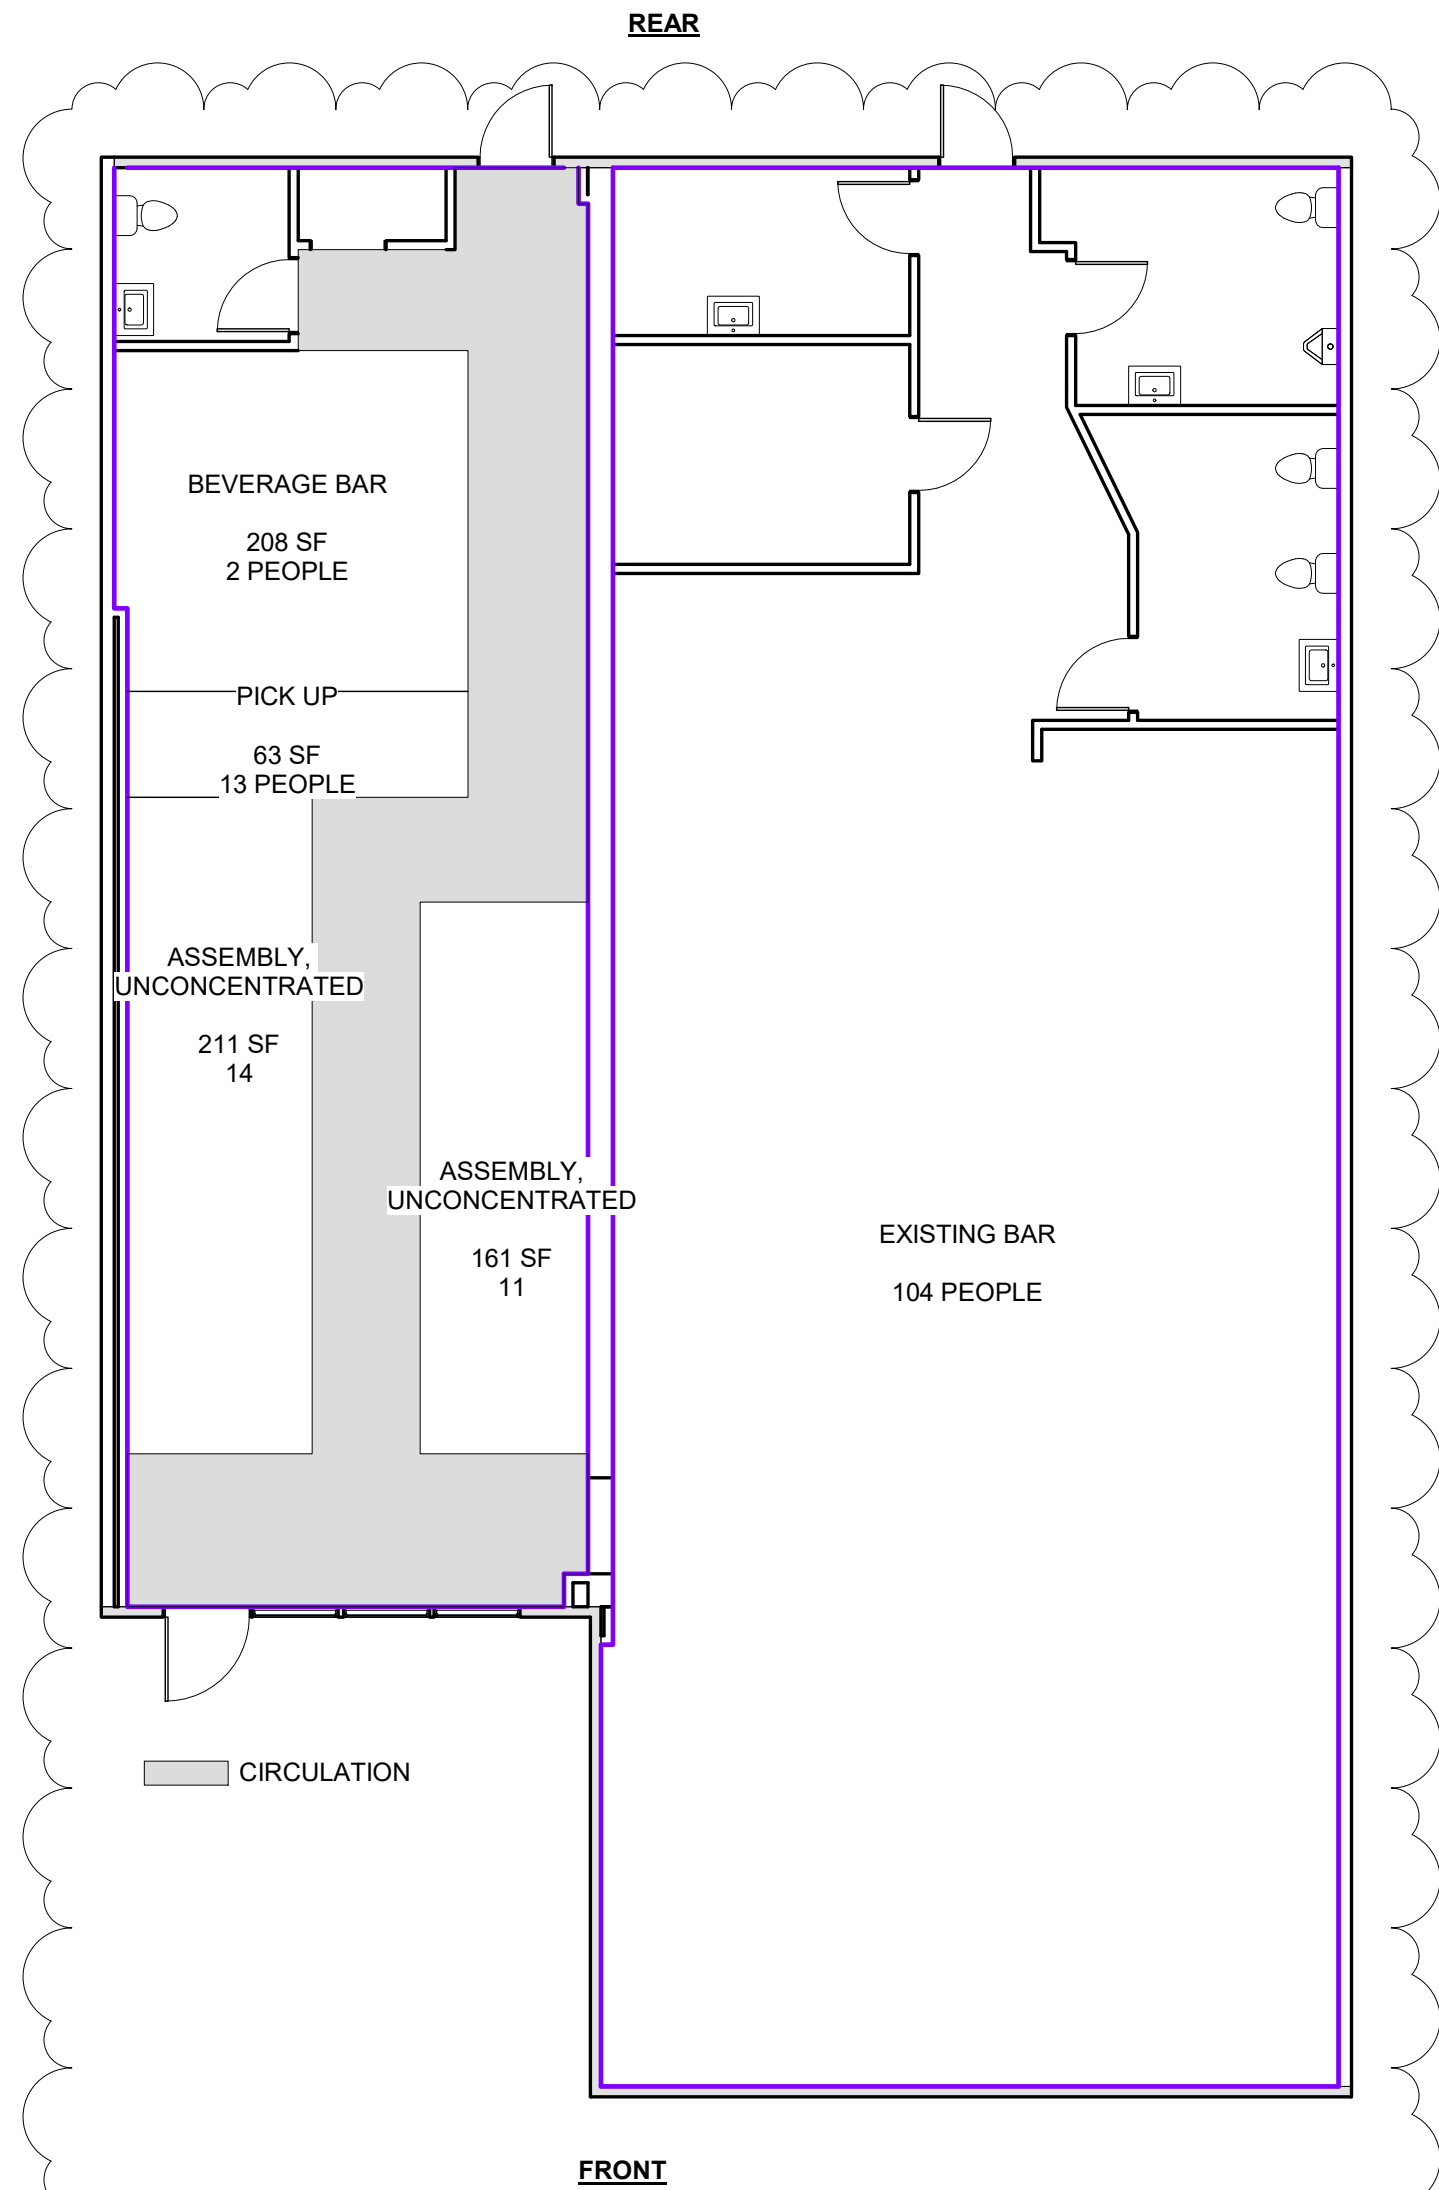 REAR
BEVERAGE BAR
208 SF
2 PEOPLE
PICK UP
63 SF
13 PEOPLE
ASSEMBLY,
UNCONCENTRATED
211 SF
14
ASSEMBLY,
UNCONCENTRATED
161 SF
11
EXISTING BAR
104 PEOPLE
CIRCULATION
FRONT